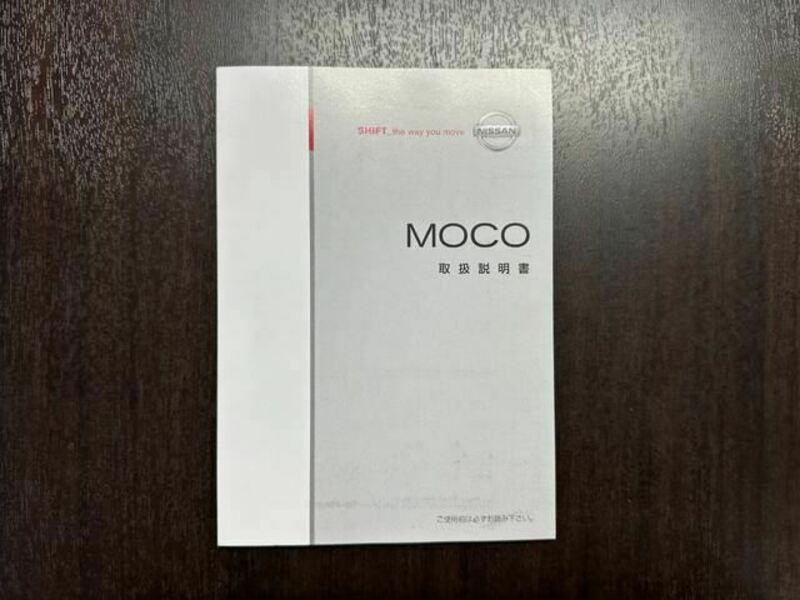 SHIFT_the way you move
NISSAN
MOCO
取扱説明書
ご使用前は必ずお読み下さい。